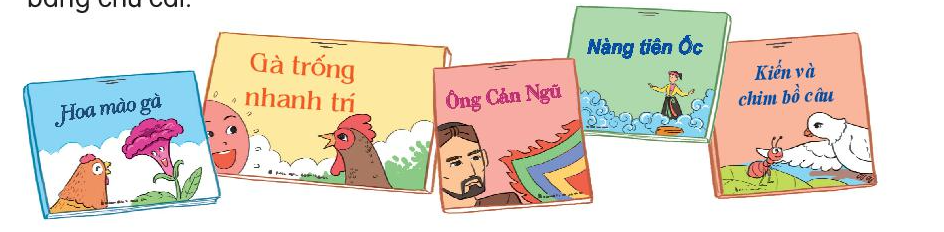 bảng chữ cái.
Hoa mào gà
Gà trống
nhanh trí
Ông Cản Ngũ
Nàng tiên Ốc
Kiến và
chim bồ câu